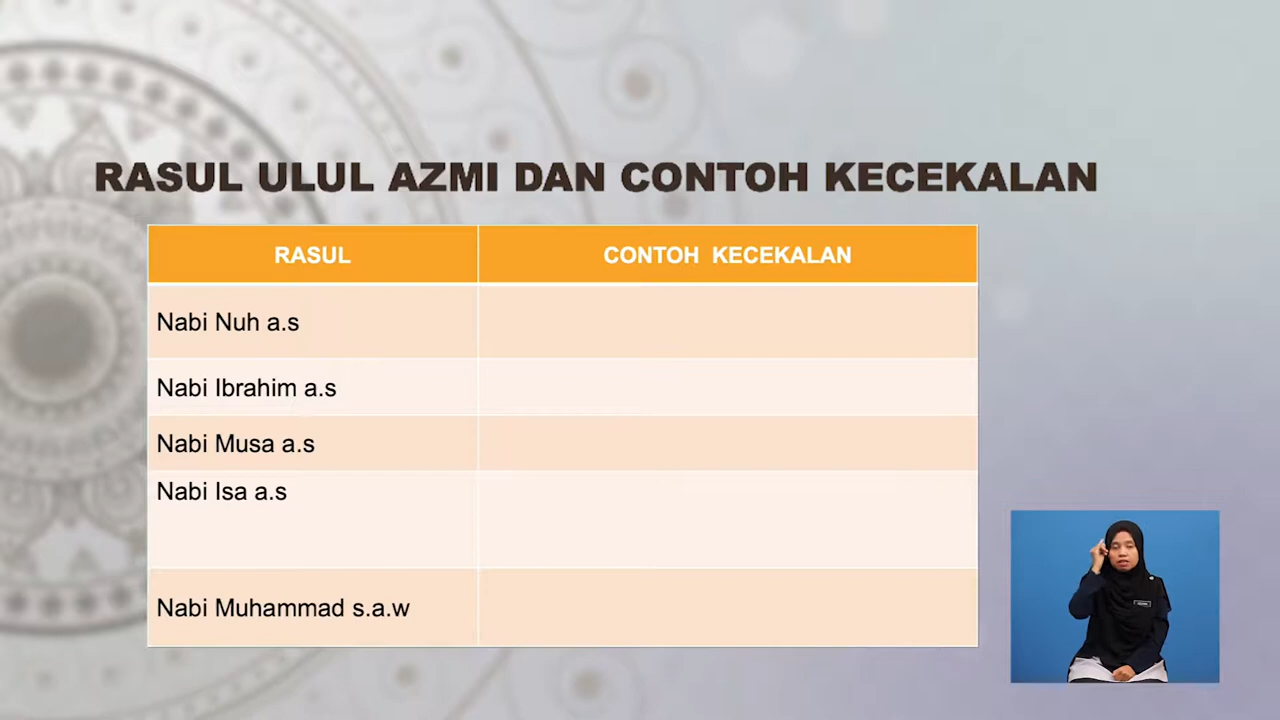 RASUL ULUL AZMI DAN CONTOH KECEKALAN
RASUL
CONTOH KECEKALAN
Nabi Nuh a.s
Nabi Ibrahim a.s
Nabi Musa a.s
Nabi Isa a.s
Nabi Muhammad s.a.w